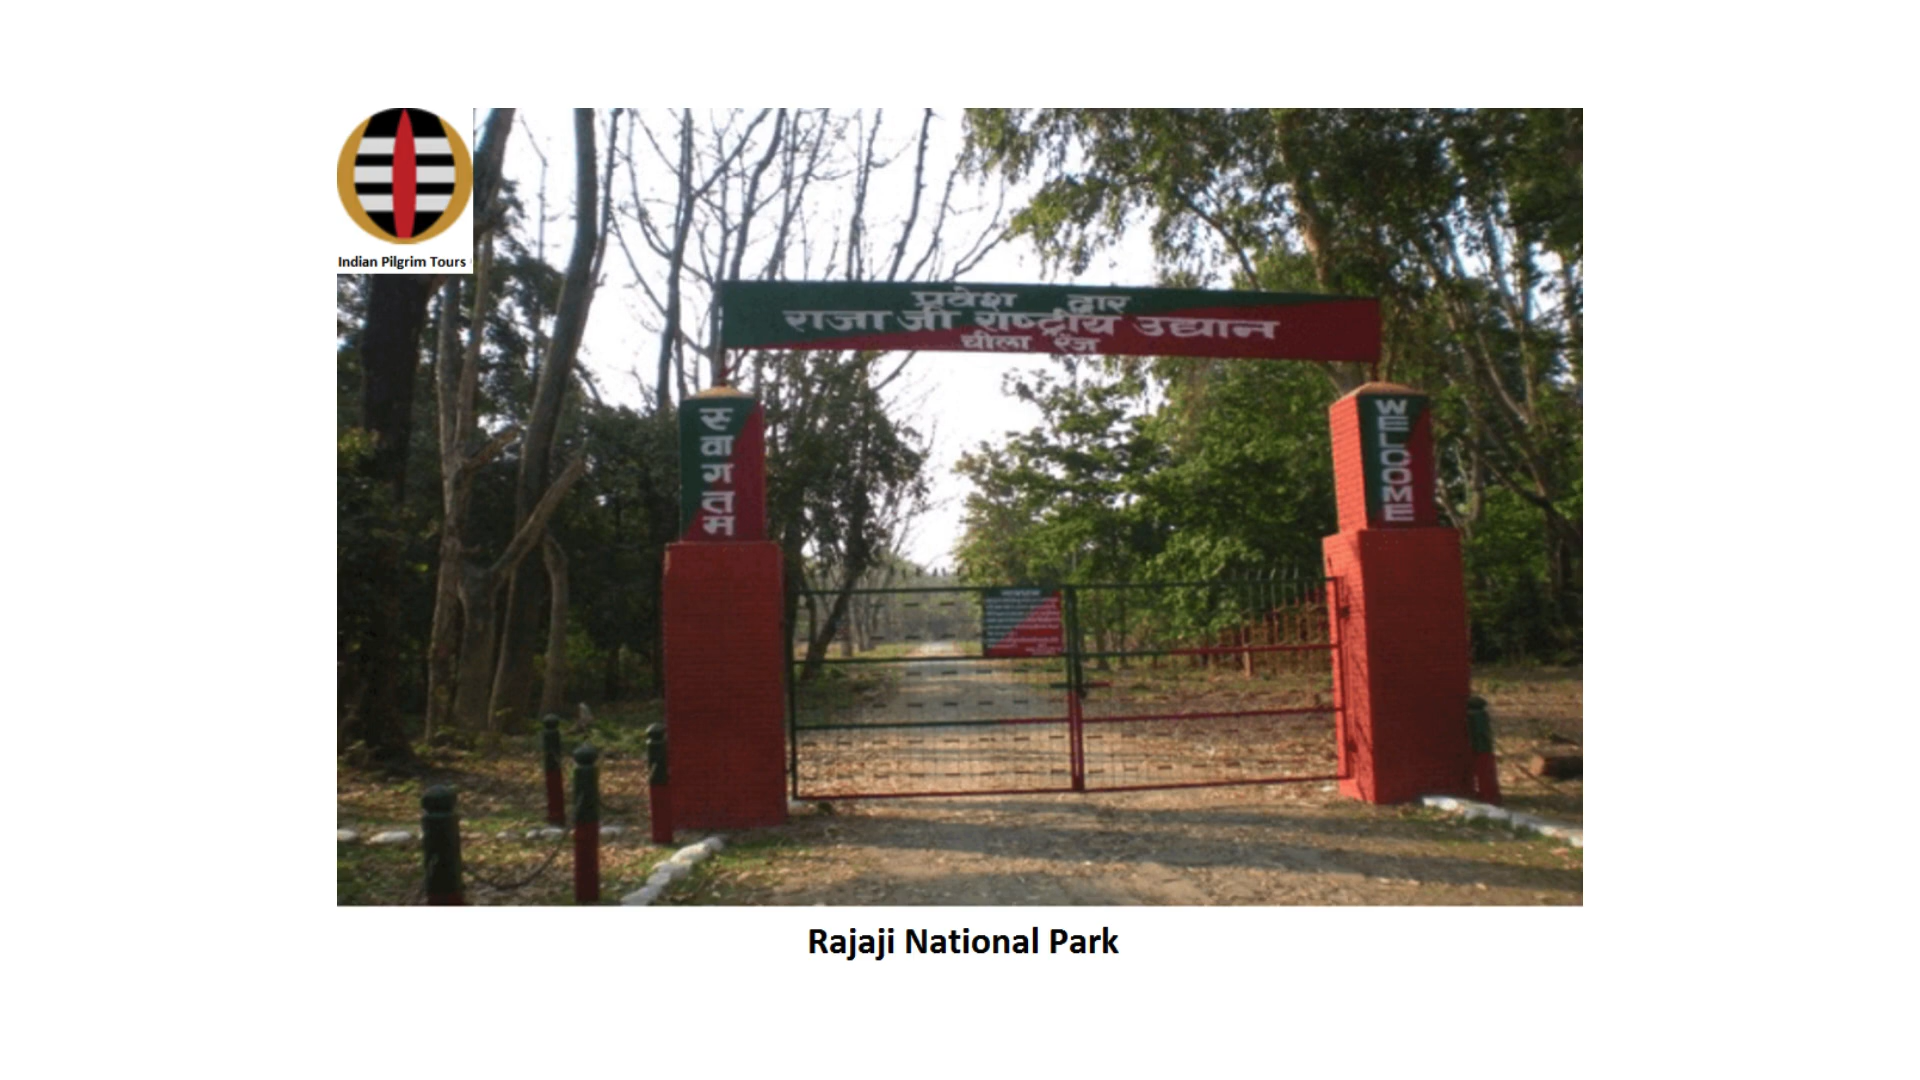 Indian Pilgrim Tours
प्रवेश द्वार
राजा जी राष्ट्रीय उद्यान
चीला रेंज
स्वागतम
WELCOME
Rajaji National Park